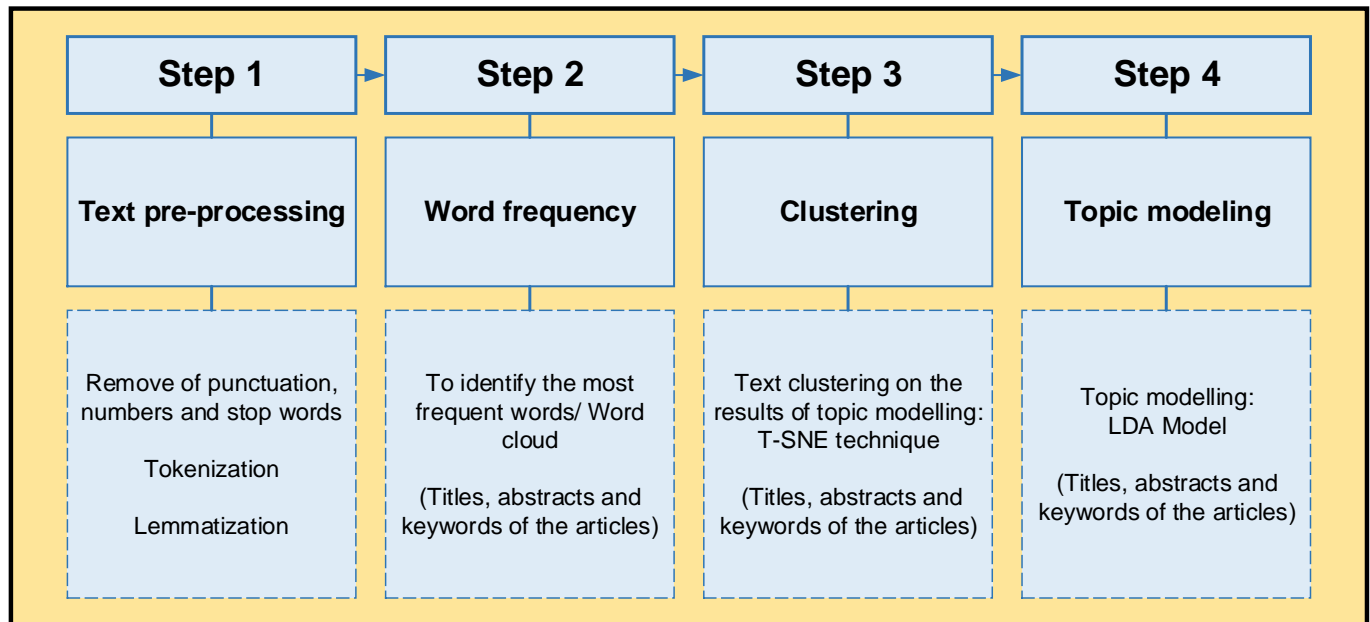 Step 1
Step 2
Step 3
Step 4
Text pre-processing
Word frequency
Clustering
Topic modeling
Remove of punctuation,
numbers and stop words
Tokenization
Lemmatization
To identify the most
frequent words/ Word
cloud
(Titles, abstracts and
keywords of the articles)
Text clustering on the
results of topic modelling:
T-SNE technique
(Titles, abstracts and
keywords of the articles)
Topic modelling:
LDA Model
(Titles, abstracts and
keywords of the articles)